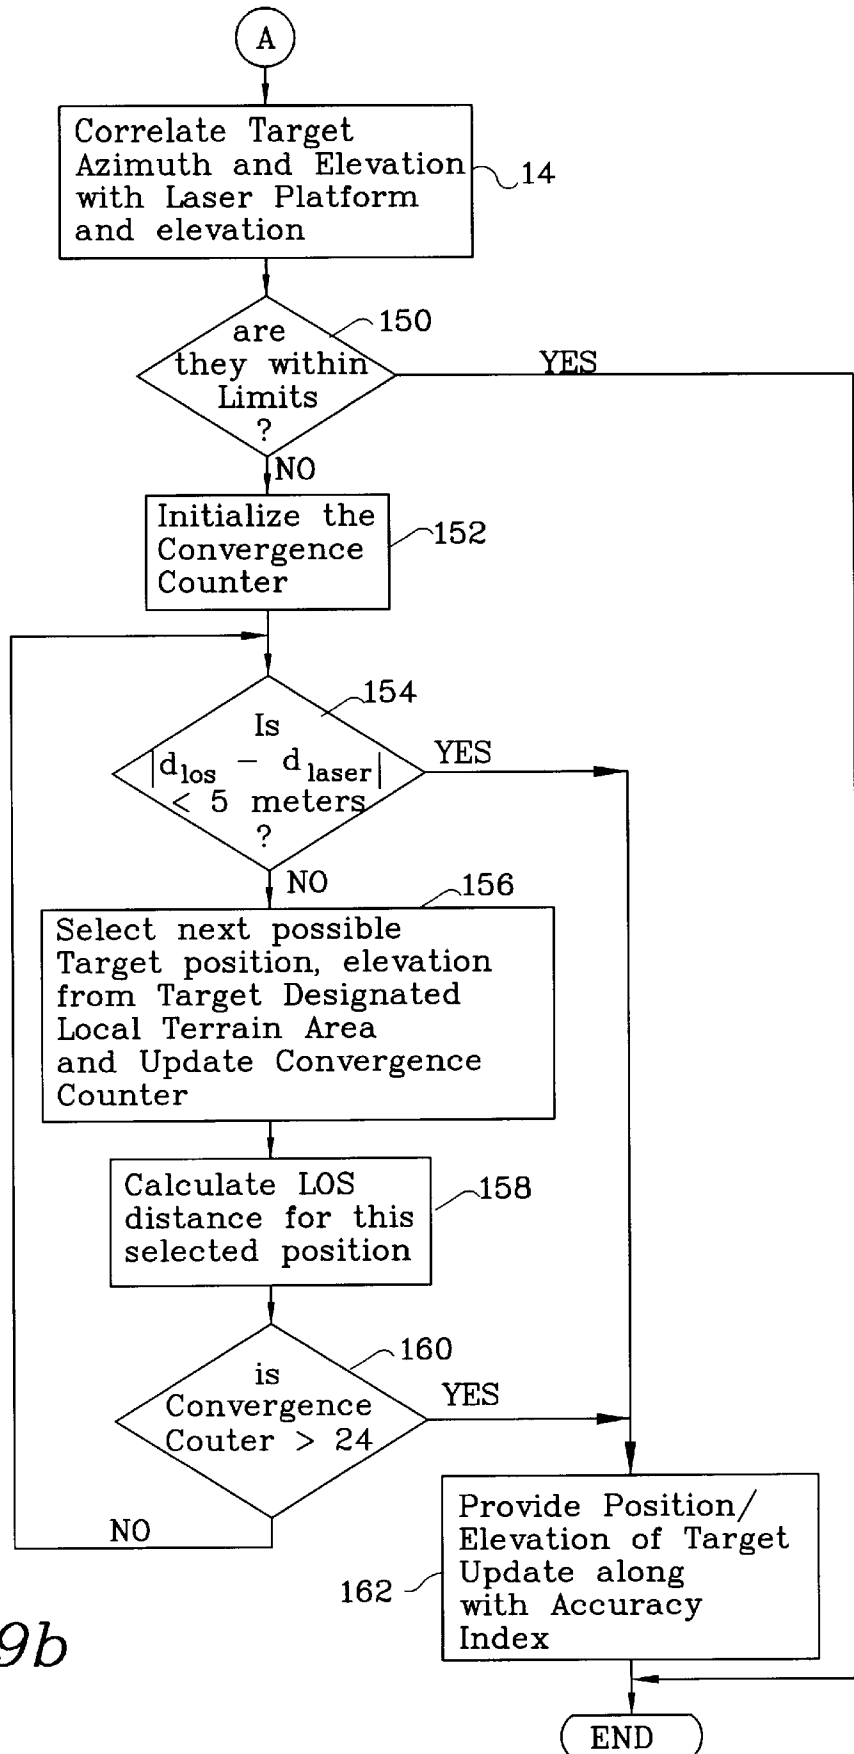 A
Correlate Target
Azimuth and Elevation
with Laser Platform
and elevation
14
are
they within
Limits
?
150
YES
NO
Initialize the
Convergence
Counter
152
154
Is
|d los - d laser|
< 5 meters
?
YES
NO
156
Select next possible
Target position, elevation
from Target Designated
Local Terrain Area
and Update Convergence
Counter
Calculate LOS
distance for this
selected position
158
160
is
Convergence
Couter > 24
YES
NO
Provide Position/
Elevation of Target
Update along
with Accuracy
Index
162
9b
END